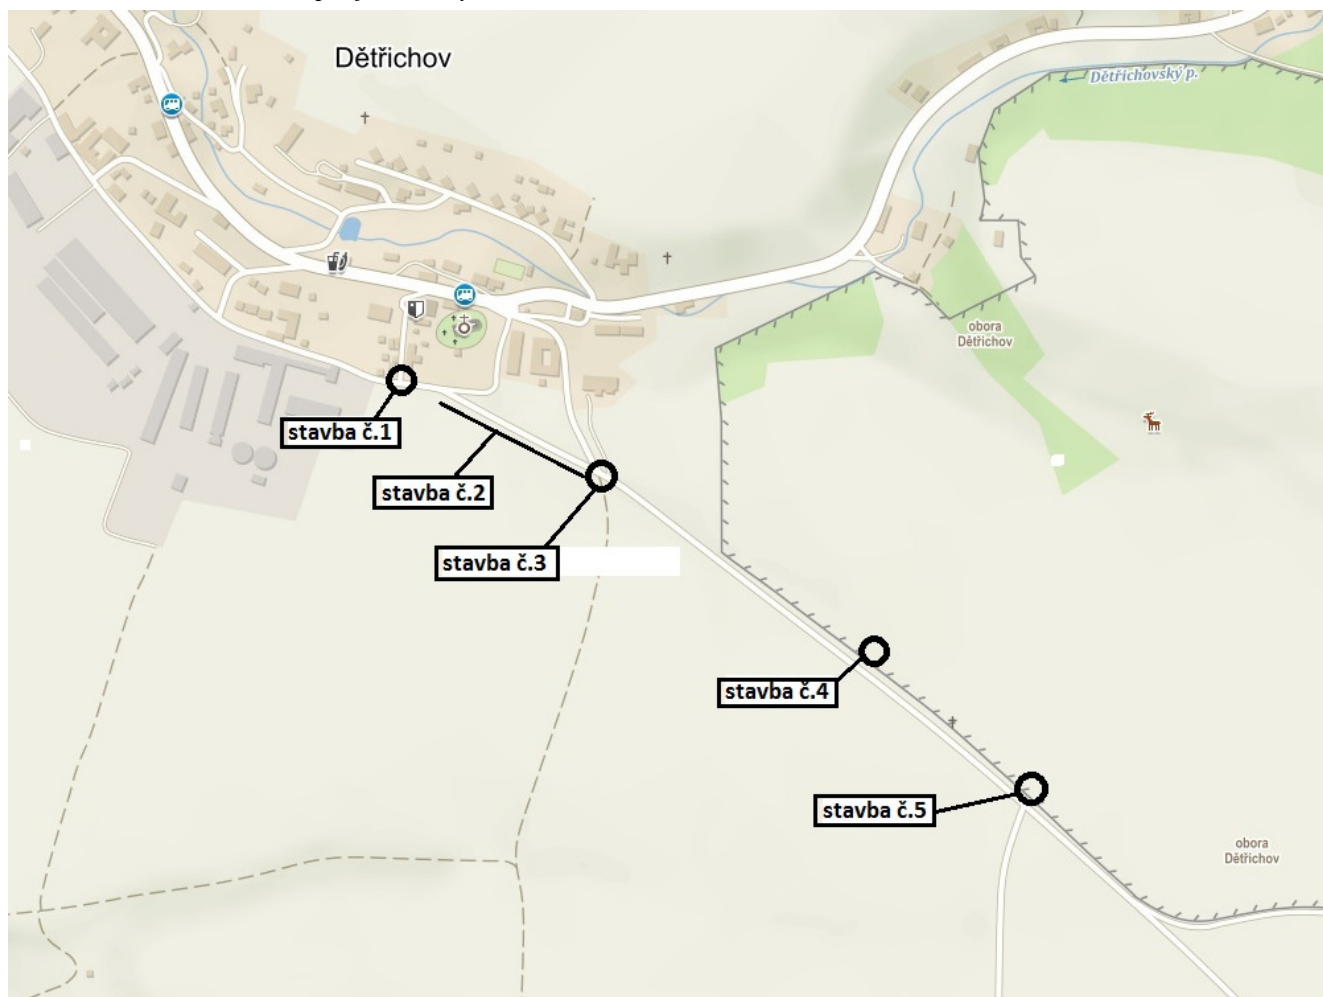 Dětřichov
Dětřichovský p.
obora
Dětřichov
stavba č.1
stavba č.2
stavba č.3
stavba č.4
stavba č.5
obora
Dětřichov